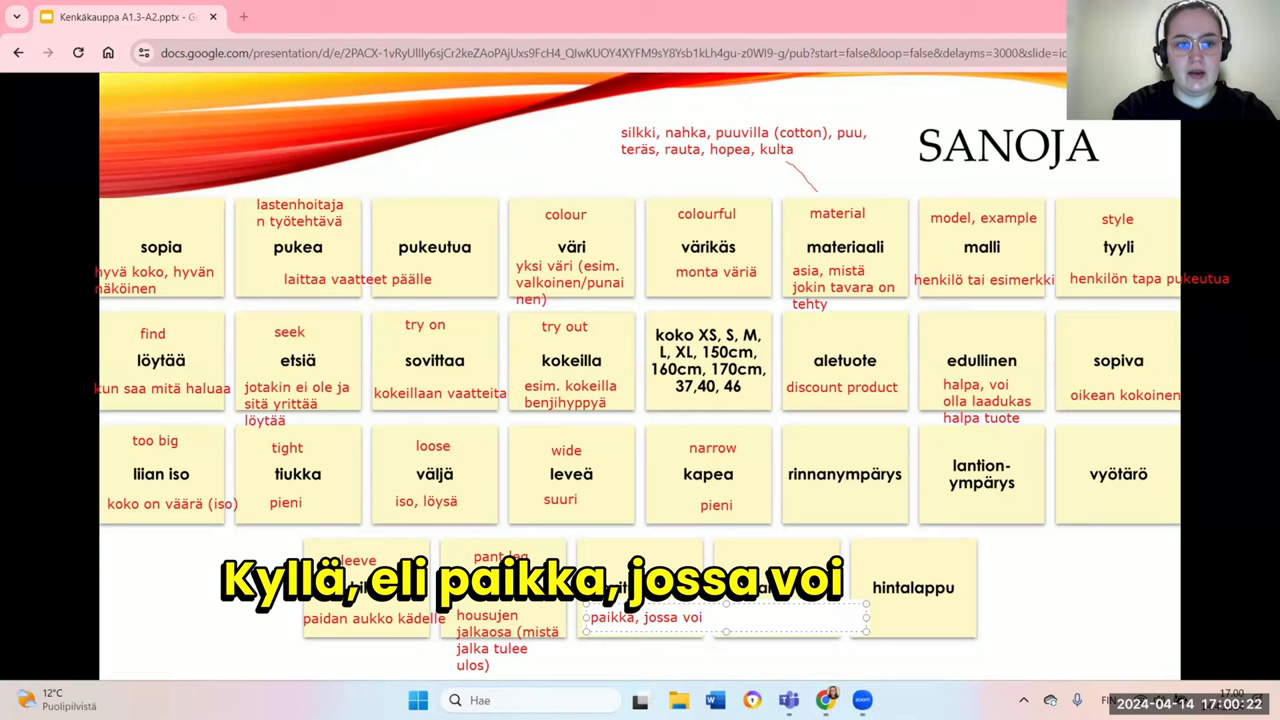 Kenkäkauppa A1.3-A2.pptx - Go
docs.google.com/presentation/d/e/2PACX-1vRyUllly6sjCr2keZAoPAjUxs9FcH4_QIwKUOY4XYFM9sY8Ysb1kLh4gu-z0WI9-g/pub?start=false&loop=false&delayms=3000&slide=ic
silkki, nahka, puuvilla (cotton), puu,
teräs, rauta, hopea, kulta
SANOJA
lastenhoitaja
n työtehtävä
colour
colourful
material
model, example
style
sopia
pukea
pukeutua
väri
värikäs
materiaali
malli
tyyli
hyvä koko, hyvän
näköinen
laittaa vaatteet päälle
yksi väri (esim.
valkoinen/punai
nen)
monta väriä
asia, mistä
jokin tavara on
tehty
henkilö tai esimerkki
henkilön tapa pukeutua
find
seek
try on
try out
löytää
etsiä
sovittaa
kokeilla
koko XS, S, M,
L, XL, 150cm,
160cm, 170cm,
37,40, 46
aletuote
edullinen
sopiva
kun saa mitä haluaa
jotakin ei ole ja
sitä yrittää
löytää
kokeillaan vaatteita
esim. kokeilla
benjihyppyä
discount product
halpa, voi
olla laadukas
halpa tuote
oikean kokoinen
too big
tight
loose
wide
narrow
liian iso
tiukka
väljä
leveä
kapea
rinnanympärys
lantion-
ympärys
vyötärö
koko on väärä (iso)
pieni
iso, löysä
suuri
pieni
pant leg
hintalappu
Kyllä, eli paikka, jossa voi
paidan aukko kädelle
housujen
jalkaosa (mistä
jalka tulee
ulos)
paikka, jossa voi
12°C
Puolipilvistä
Hae
FIN
17.00
2024-04-14 17:00:22